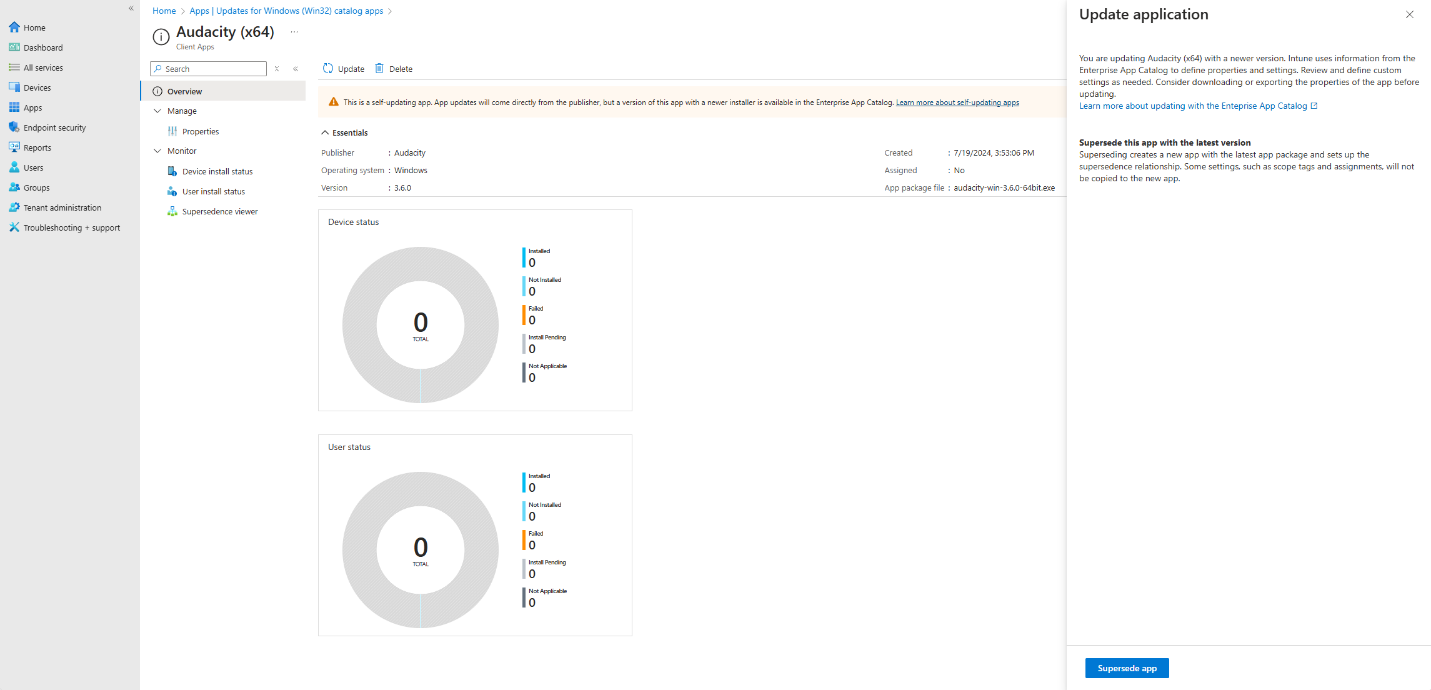 «
Home
Dashboard
All services
Devices
Apps
Endpoint security
Reports
Users
Groups
Tenant administration
Troubleshooting + support
Home > Apps | Updates for Windows (Win32) catalog apps >
Audacity (x64) ...
Client Apps
Search
Overview
Manage
Properties
Monitor
Device install status
User install status
Supersedence viewer
Update Delete
This is a self-updating app. App updates will come directly from the publisher, but a version of this app with a newer installer is available in the Enterprise App Catalog. Learn more about self-updating apps
Essentials
Publisher : Audacity
Operating system : Windows
Version : 3.6.0
Created : 7/19/2024, 3:53:06 PM
Assigned : No
App package file : audacity-win-3.6.0-64bit.exe
Device status
0
TOTAL
Installed
0
Not Installed
0
Failed
0
Install Pending
0
Not Applicable
0
User status
0
TOTAL
Installed
0
Not Installed
0
Failed
0
Install Pending
0
Not Applicable
0
Update application
You are updating Audacity (x64) with a newer version. Intune uses information from the
Enterprise App Catalog to define properties and settings. Review and define custom
settings as needed. Consider downloading or exporting the properties of the app before
updating.
Learn more about updating with the Enteprise App Catalog
Supersede this app with the latest version
Superseding creates a new app with the latest app package and sets up the
supersedence relationship. Some settings, such as scope tags and assignments, will not
be copied to the new app.
Supersede app